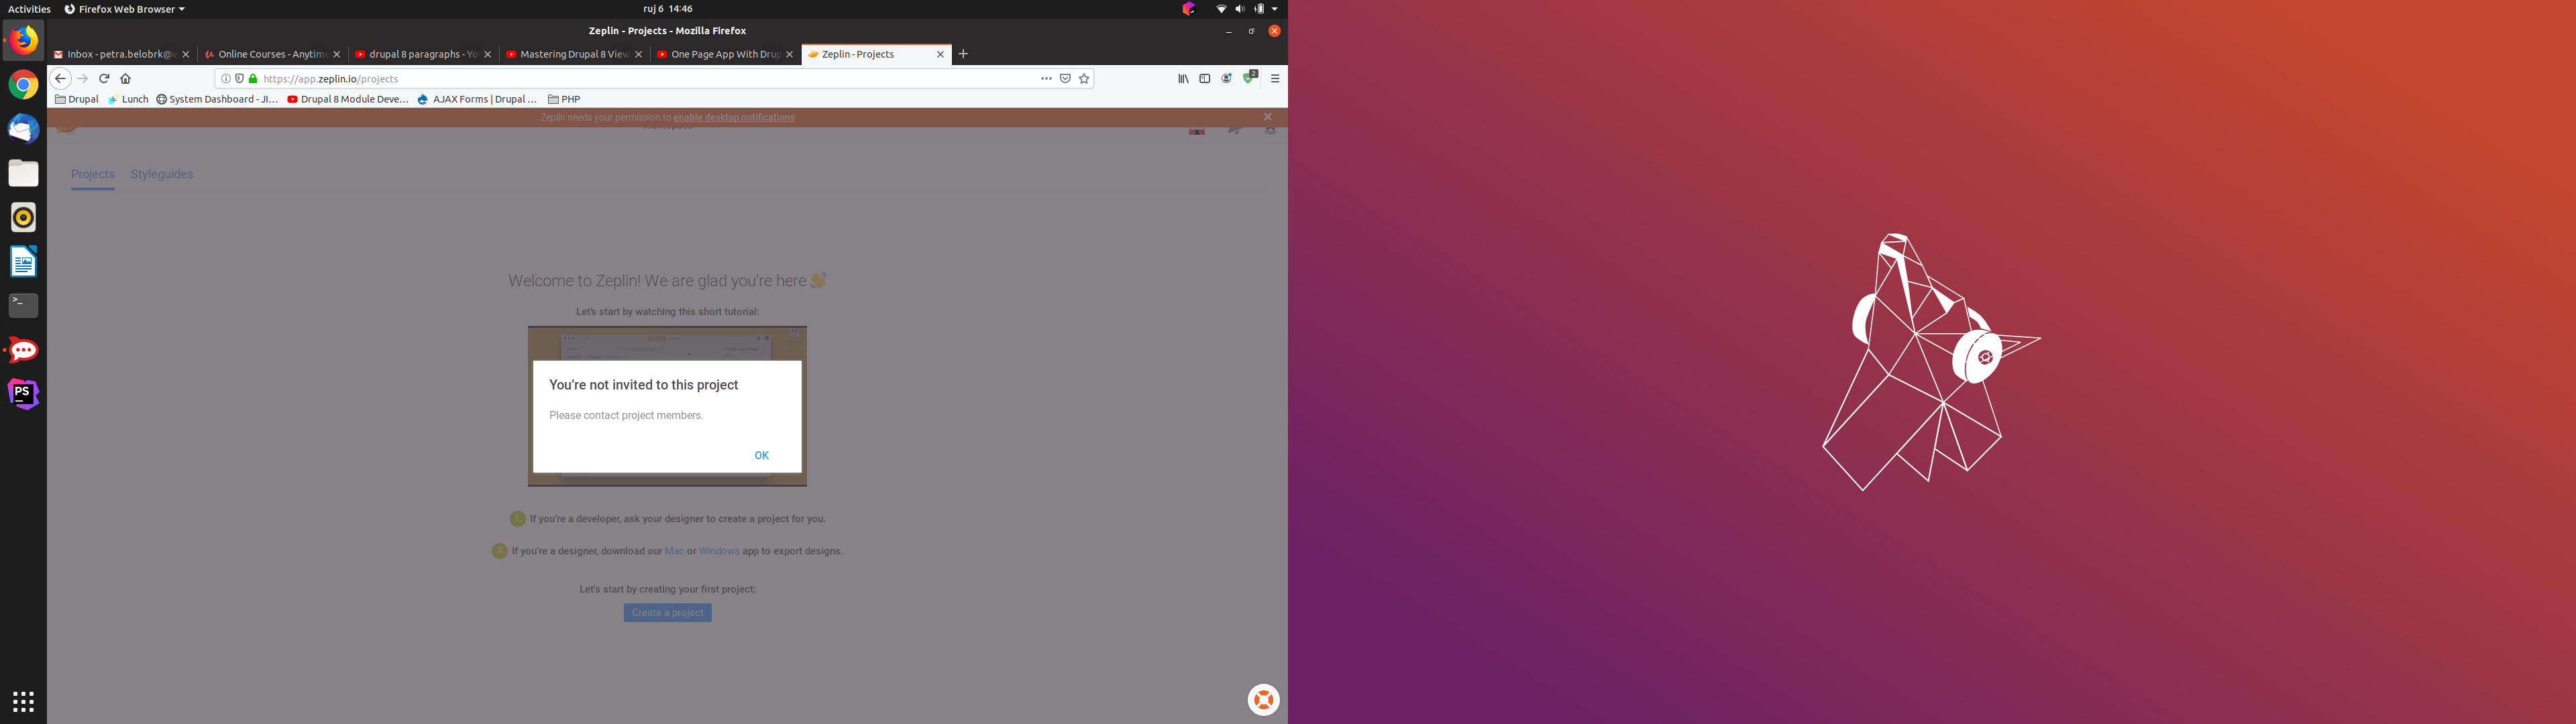 Activities
Firefox Web Browser
ruj 6 14:46
Zeplin - Projects - Mozilla Firefox
Inbox - petra.belobrk@
Online Courses - Anytime
drupal 8 paragraphs - Yo
Mastering Drupal 8 View
One Page App With Drup
Zeplin - Projects
https://app.zeplin.io/projects
2
Drupal
Lunch
System Dashboard - JI…
Drupal 8 Module Deve…
AJAX Forms | Drupal …
PHP
Zeplin needs your permission to enable desktop notifications
Projects
Styleguides
Welcome to Zeplin! We are glad you're here
Let's start by watching this short tutorial:
You're not invited to this project
Please contact project members.
OK
If you're a developer, ask your designer to create a project for you.
If you're a designer, download our Mac or Windows app to export designs.
Let's start by creating your first project:
Create a project
>_
PS